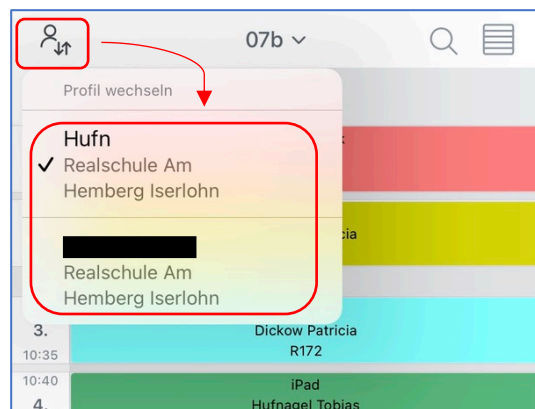 07b
Profil wechseln
Hufn
Realschule Am
Hemberg Iserlohn
cia
Realschule Am
Hemberg Iserlohn
3.
10:35
Dickow Patricia
R172
10:40
4.
iPad
Hufnagel Tobias